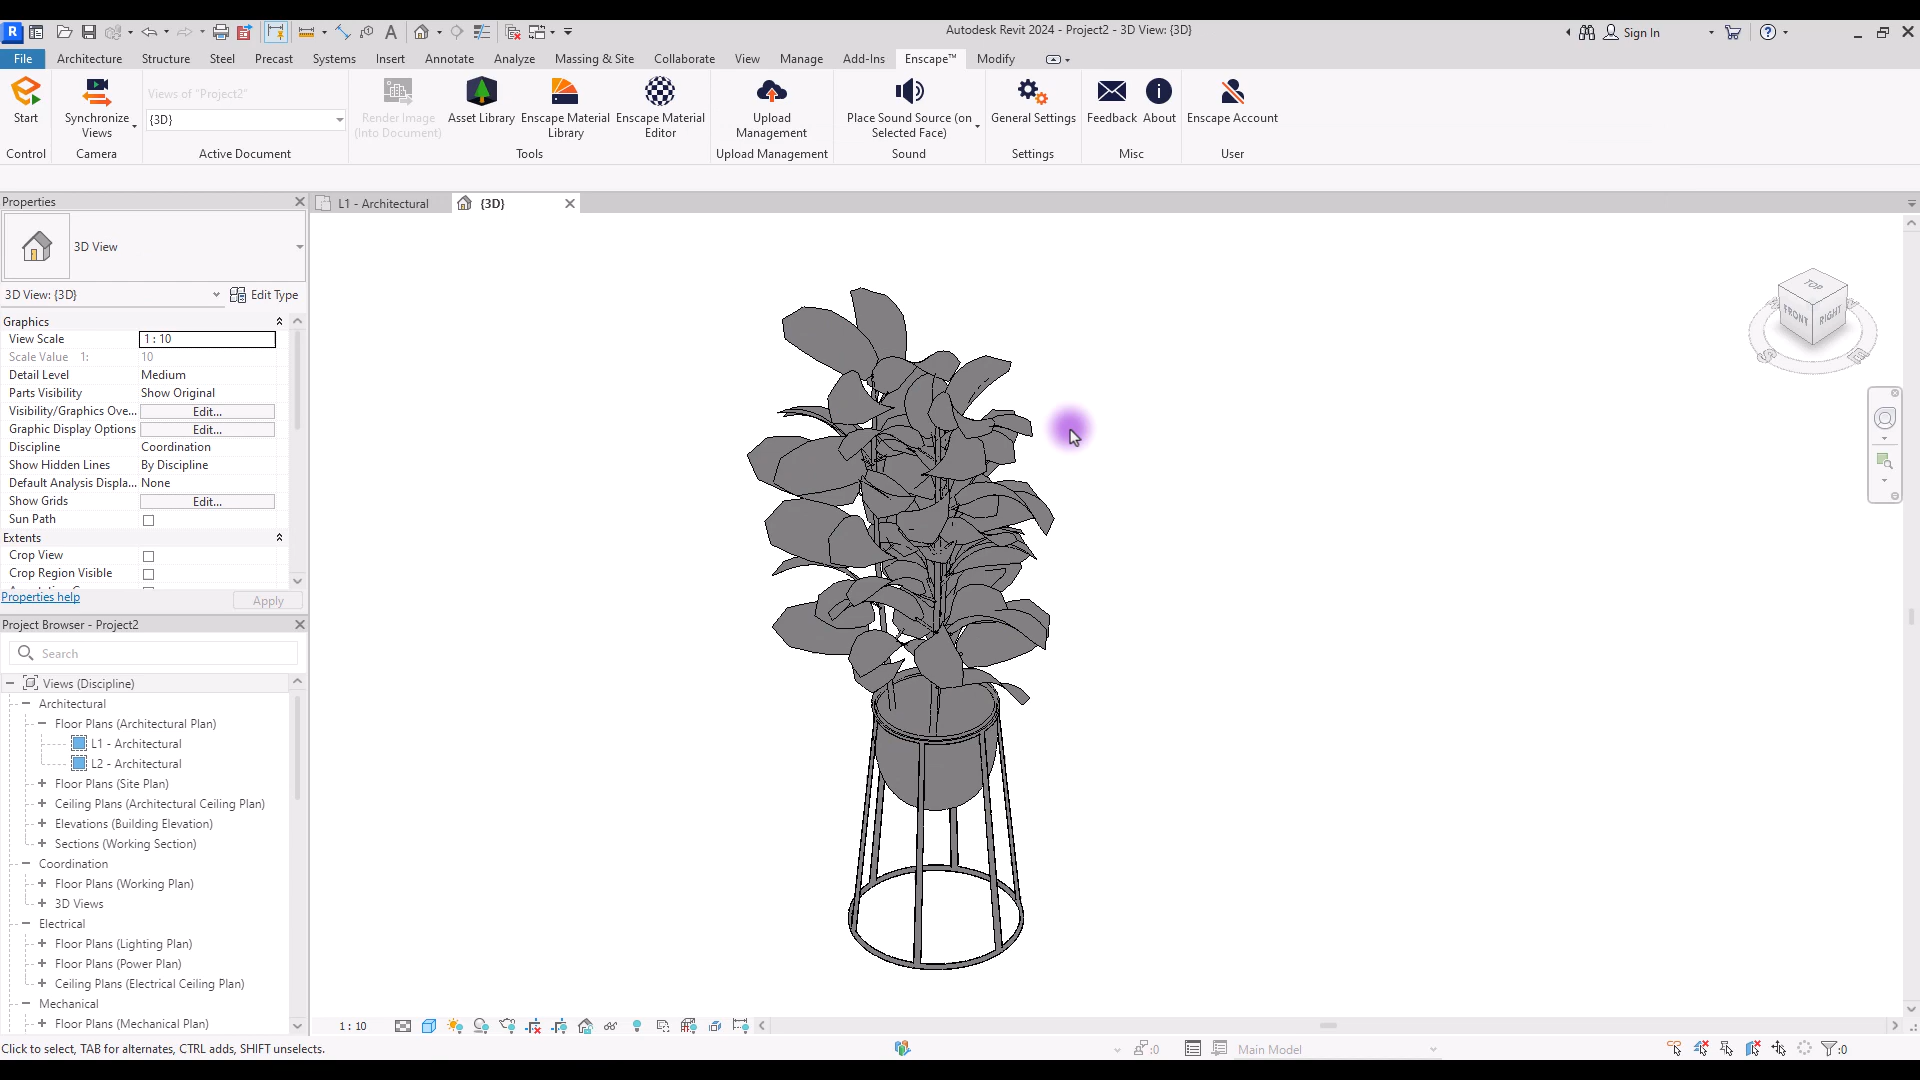 Autodesk Revit 2024 - Project2 - 3D View: {3D}
Sign In
File Architecture Structure Steel Precast Systems Insert Annotate Analyze Massing & Site Collaborate View Manage Add-Ins Enscape™ Modify
Start
Control
Synchronize
Views
Camera
Views of "Project2"
{3D}
Active Document
Render Image
(Into Document)
Asset Library
Enscape Material
Library
Enscape Material
Editor
Tools
Upload
Management
Upload Management
Place Sound Source (on
Selected Face)
Sound
General Settings
Settings
Feedback
About
Misc
Enscape Account
User
Properties
3D View
3D View: {3D}
Edit Type
Graphics
View Scale 1 : 10
Scale Value 1: 10
Detail Level Medium
Parts Visibility Show Original
Visibility/Graphics Ove... Edit...
Graphic Display Options Edit...
Discipline Coordination
Show Hidden Lines By Discipline
Default Analysis Displa... None
Show Grids Edit...
Sun Path
Extents
Crop View
Crop Region Visible
Properties help
Apply
Project Browser - Project2
Search
Views (Discipline)
Architectural
Floor Plans (Architectural Plan)
L1 - Architectural
L2 - Architectural
Floor Plans (Site Plan)
Ceiling Plans (Architectural Ceiling Plan)
Elevations (Building Elevation)
Sections (Working Section)
Coordination
Floor Plans (Working Plan)
3D Views
Electrical
Floor Plans (Lighting Plan)
Floor Plans (Power Plan)
Ceiling Plans (Electrical Ceiling Plan)
Mechanical
Floor Plans (Mechanical Plan)
L1 - Architectural
{3D}
TOP
FRONT
RIGHT
S
E
1 : 10
Click to select, TAB for alternates, CTRL adds, SHIFT unselects.
:0
Main Model
:0